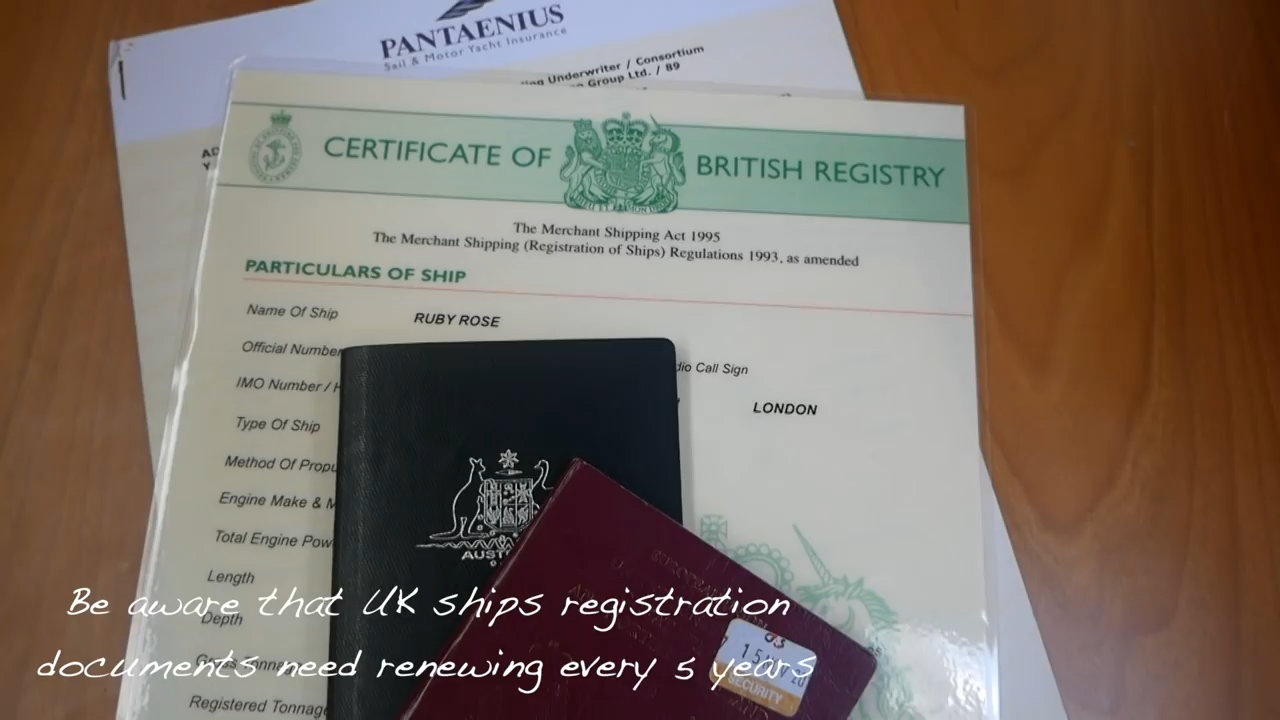 PANTAENIUS
Sail & Motor Yacht Insurance
Underwriter / Consortium
Group Ltd. / 89
CERTIFICATE OF BRITISH REGISTRY
The Merchant Shipping Act 1995
The Merchant Shipping (Registration of Ships) Regulations 1993, as amended
PARTICULARS OF SHIP
Name Of Ship RUBY ROSE
Official Number Call Sign
IMO Number / LONDON
Type Of Ship
Method Of
Engine Make &
Total Engine
Length
Depth
Registered Tonnage
SECURITY
Be aware that UK ships registration
documents need renewing every 5 years